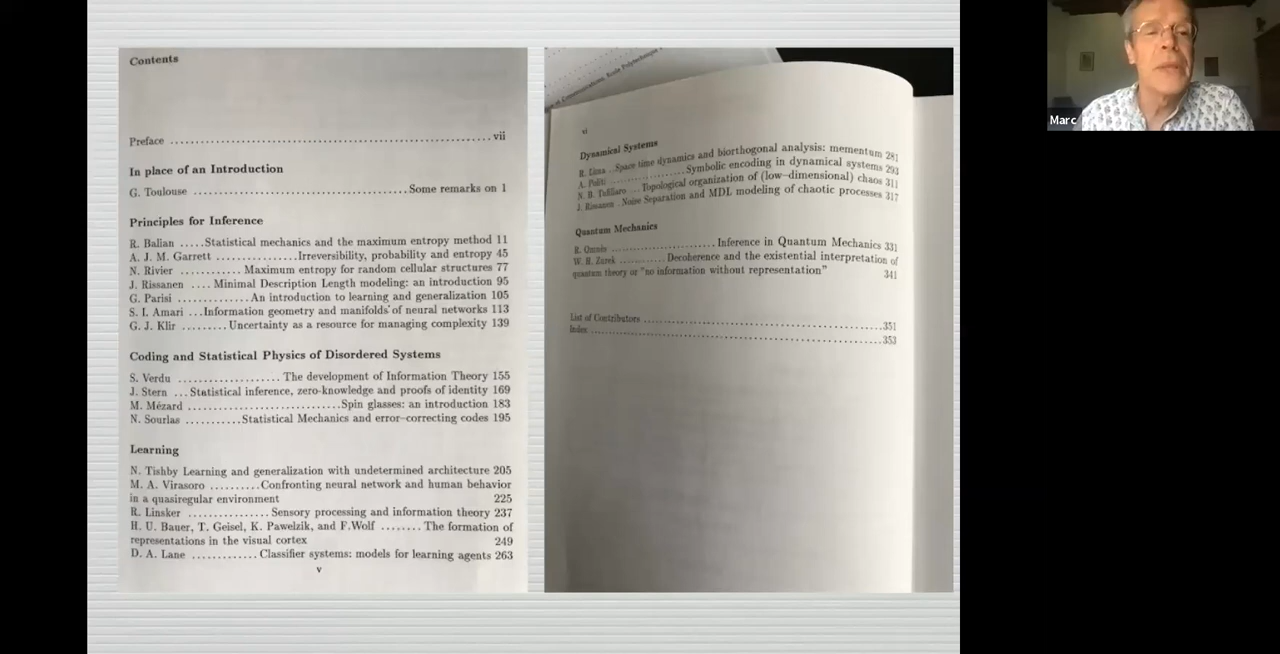 Contents
Preface ........................................................................ vii
In place of an Introduction
G. Toulouse ................................................Some remarks on 1
Principles for Inference
R. Balian .....Statistical mechanics and the maximum entropy method 11
A. J. M. Garrett ................Irreversibility, probability and entropy 45
N. Rivier ............ Maximum entropy for random cellular structures 77
J. Rissanen .... Minimal Description Length modeling: an introduction 95
G. Parisi ..............An introduction to learning and generalization 105
S. I. Amari ...Information geometry and manifolds of neural networks 113
G. J. Klir ......... Uncertainty as a resource for managing complexity 139
Coding and Statistical Physics of Disordered Systems
S. Verdu .................... The development of Information Theory 155
J. Stern ...Statistical inference, zero-knowledge and proofs of identity 169
M. Mézard ..............................Spin glasses: an introduction 183
N. Sourlas ...........Statistical Mechanics and error-correcting codes 195
Learning
N. Tishby Learning and generalization with undetermined architecture 205
M. A. Virasoro ..........Confronting neural network and human behavior
in a quasiregular environment 225
R. Linsker ................ Sensory processing and information theory 237
H. U. Bauer, T. Geisel, K. Pawelzik, and F.Wolf ........ The formation of
representations in the visual cortex 249
D. A. Lane ............. Classifier systems: models for learning agents 263
v
et Communications, Ecole Polytechnique
vi
Dynamical Systems
R. Lima ..Space time dynamics and biorthogonal analysis: mementum 281
A. Politi ....................Symbolic encoding in dynamical systems 293
N. B. Tufillaro ... Topological organization of (low-dimensional) chaos 311
J. Rissanen . Noise Separation and MDL modeling of chaotic processes 317
Quantum Mechanics
R. Omnès .......................... Inference in Quantum Mechanics 331
W. H. Zurek ........... Decoherence and the existential interpretation of
quantum theory or "no information without representation" 341
List of Contributors ............................................................351
Index ..............................................................................353
Marc